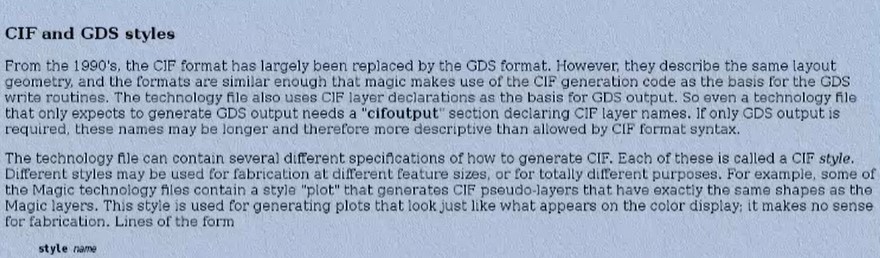 CIF and GDS styles
From the 1990's, the CIF format has largely been replaced by the GDS format. However, they describe the same layout
geometry, and the formats are similar enough that magic makes use of the CIF generation code as the basis for the GDS
write routines. The technology file also uses CIF layer declarations as the basis for GDS output. So even a technology file
that only expects to generate GDS output needs a "cifoutput" section declaring CIF layer names. If only GDS output is
required, these names may be longer and therefore more descriptive than allowed by CIF format syntax.
The technology file can contain several different specifications of how to generate CIF. Each of these is called a CIF style.
Different styles may be used for fabrication at different feature sizes, or for totally different purposes. For example, some of
the Magic technology files contain a style "plot" that generates CIF pseudo-layers that have exactly the same shapes as the
Magic layers. This style is used for generating plots that look just like what appears on the color display; it makes no sense
for fabrication. Lines of the form
style name